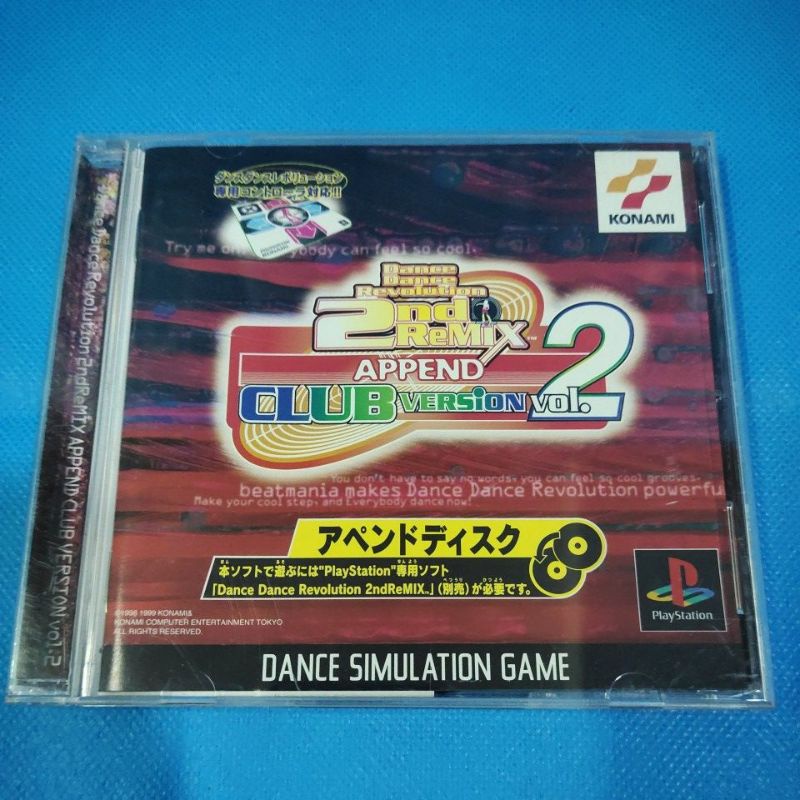 ダンスダンスレボリューション
専用コントローラ対応!!
KONAMI
Try me on
body can feel so cool.
Dance
Dance
Revolution
2nd
ReMIX™
APPEND
CLUB VERSiON vol.2
You don't have to say no words, you can feel so cool grooves.
beatmania makes Dance Dance Revolution powerfu
Make your cool step, and Everybody dance now!
アペンドディスク
本ソフトで遊ぶには"PlayStation"専用ソフト
「Dance Dance Revolution 2ndReMIX」(別売)が必要です。
©1998 1999 KONAMI&
KONAMI COMPUTER ENTERTAINMENT TOKYO
ALL RIGHTS RESERVED.
PlayStation
DANCE SIMULATION GAME
Dance Dance Revolution 2ndReMIX APPEND CLUB VERSION vol.2